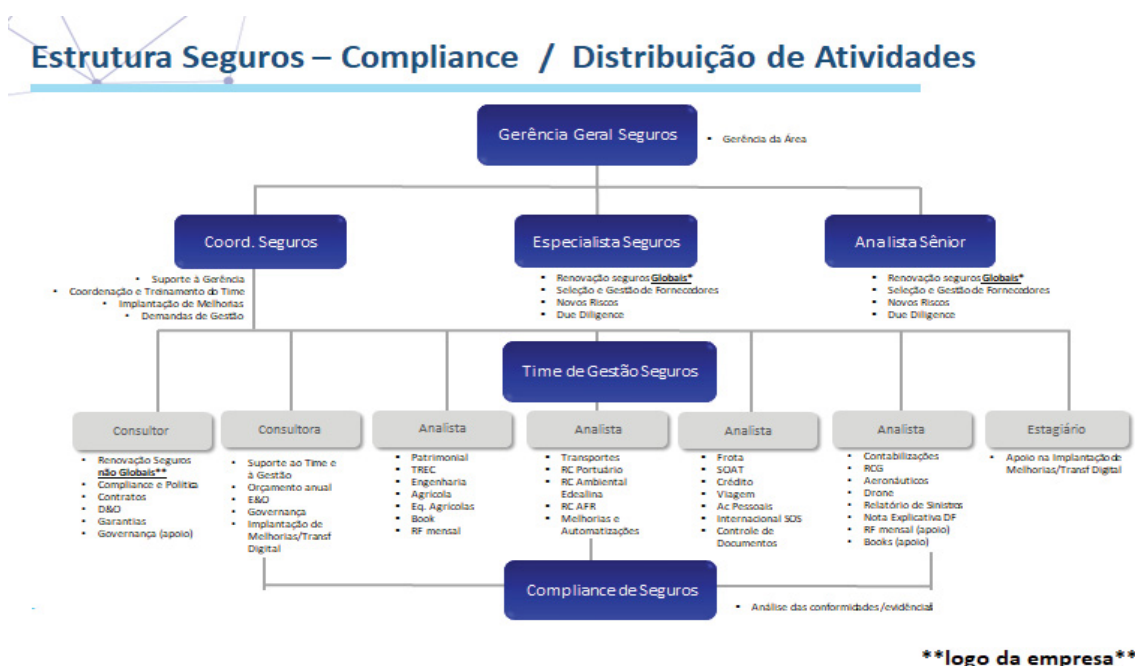 Estrutura Seguros – Compliance / Distribuição de Atividades
Gerência Geral Seguros
• Gerência da Área
Coord. Seguros
• Suporte à Gerência
• Coordenação e Treinamento do Time
• Implantação de Melhorias
• Demandas de Gestão
Especialista Seguros
• Renovação seguros Globais*
• Seleção e Gestão de Fornecedores
• Novos Riscos
• Due Diligence
Analista Sênior
• Renovação seguros Globais*
• Seleção e Gestão de Fornecedores
• Novos Riscos
• Due Diligence
Time de Gestão Seguros
Consultor
• Renovação Seguros
não Globais**
• Compliance e Política
• Contratos
• D&O
• Garantias
• Governança (apoio)
Consultora
• Suporte ao Time e
à Gestão
• Orçamento anual
• E&O
• Governança
• Implantação de
Melhorias/Transf
Digital
Analista
• Patrimonial
• TREC
• Engenharia
• Agrícola
• Eq. Agrícolas
• Book
• RF mensal
Analista
• Transportes
• RC Portuário
• RC Ambiental
Edealina
• RC AFR
• Melhorias e
Automatizações
Analista
• Frota
• SOAT
• Crédito
• Viagem
• Ac Pessoais
• Internacional SOS
• Controle de
Documentos
Analista
• Contabilizações
• RCG
• Aeronáuticos
• Drone
• Relatório de Sinistros
• Nota Explicativa DF
• RF mensal (apoio)
• Books (apoio)
Estagiário
• Apoio na Implantação de
Melhorias/Transf Digital
Compliance de Seguros
• Análise das conformidades/evidências
**logo da empresa**